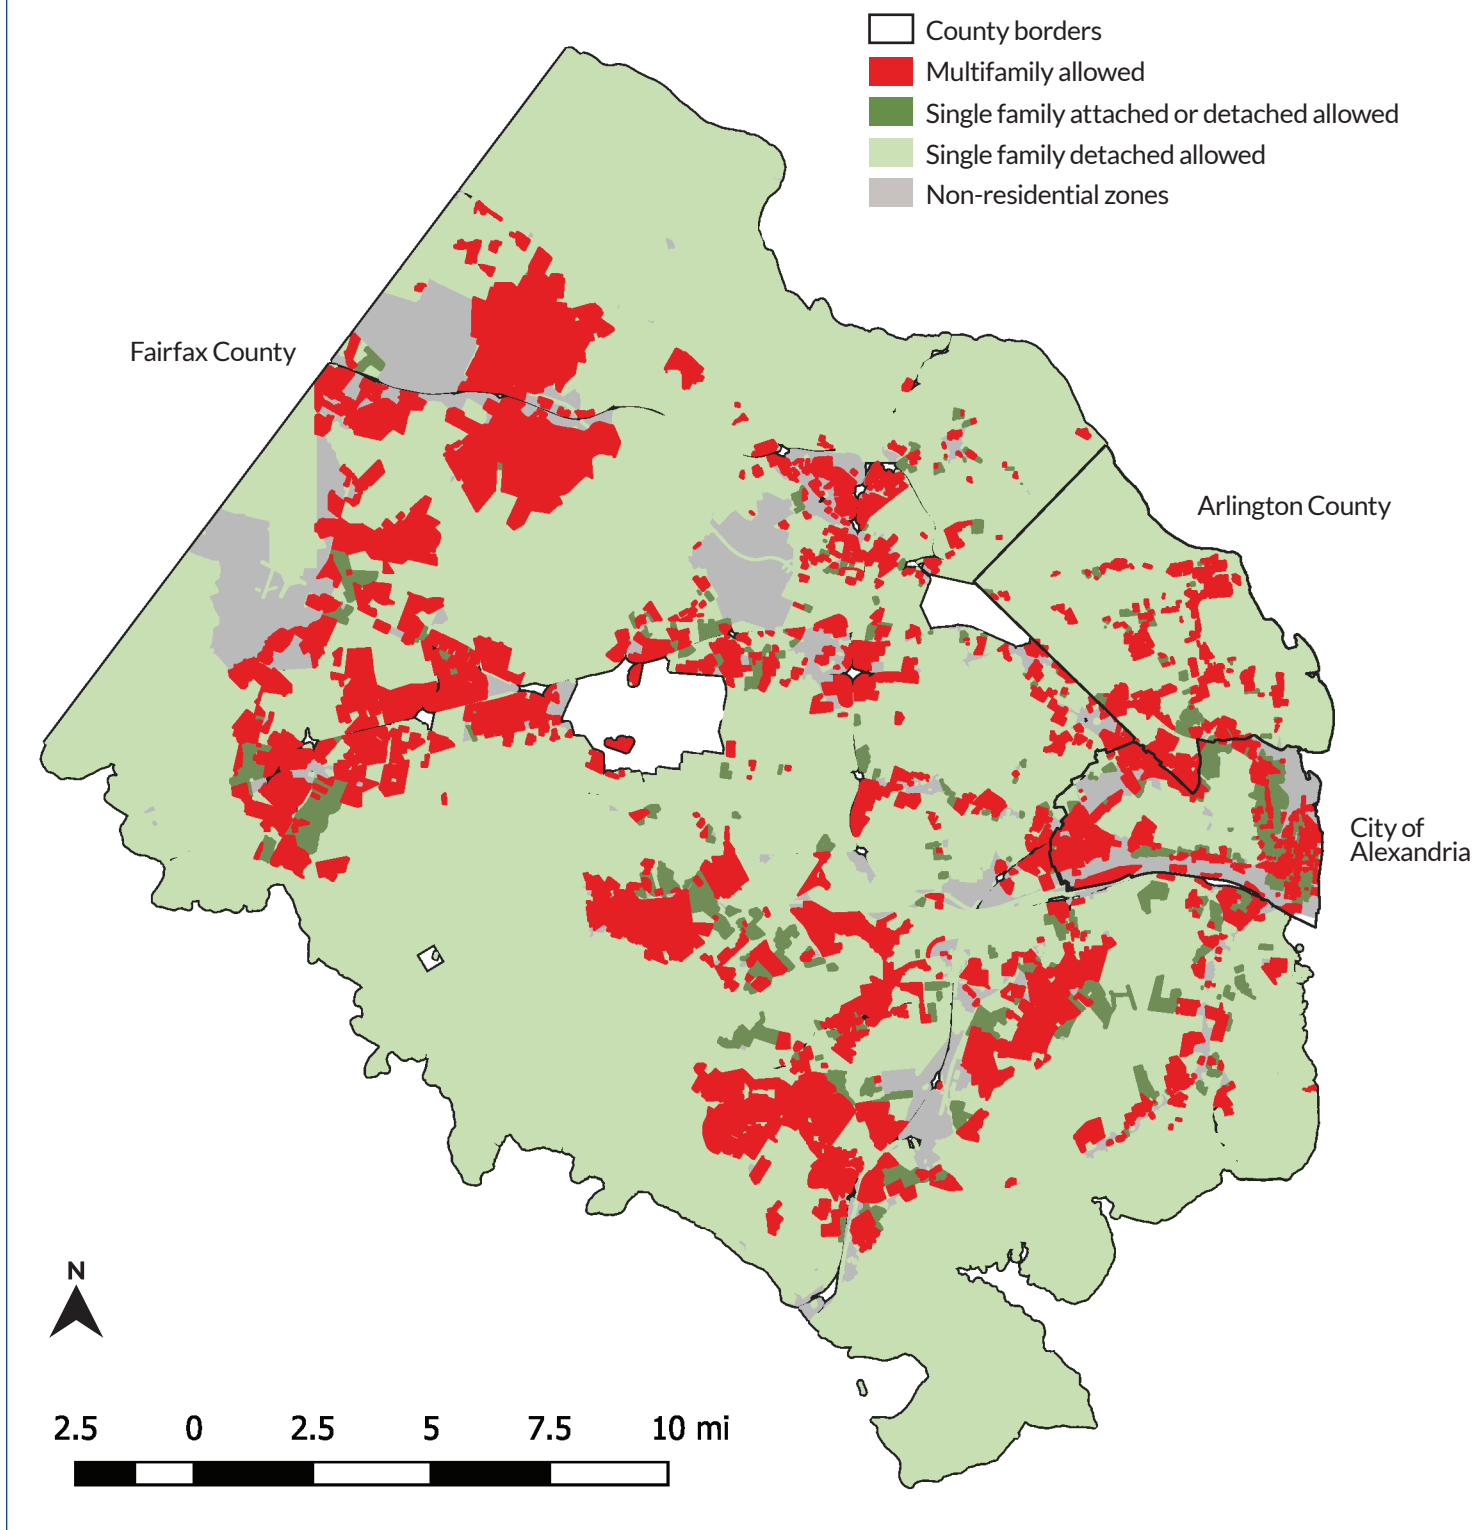 County borders
Multifamily allowed
Single family attached or detached allowed
Single family detached allowed
Non-residential zones
Fairfax County
Arlington County
City of
Alexandria
N
2.5 0 2.5 5 7.5 10 mi